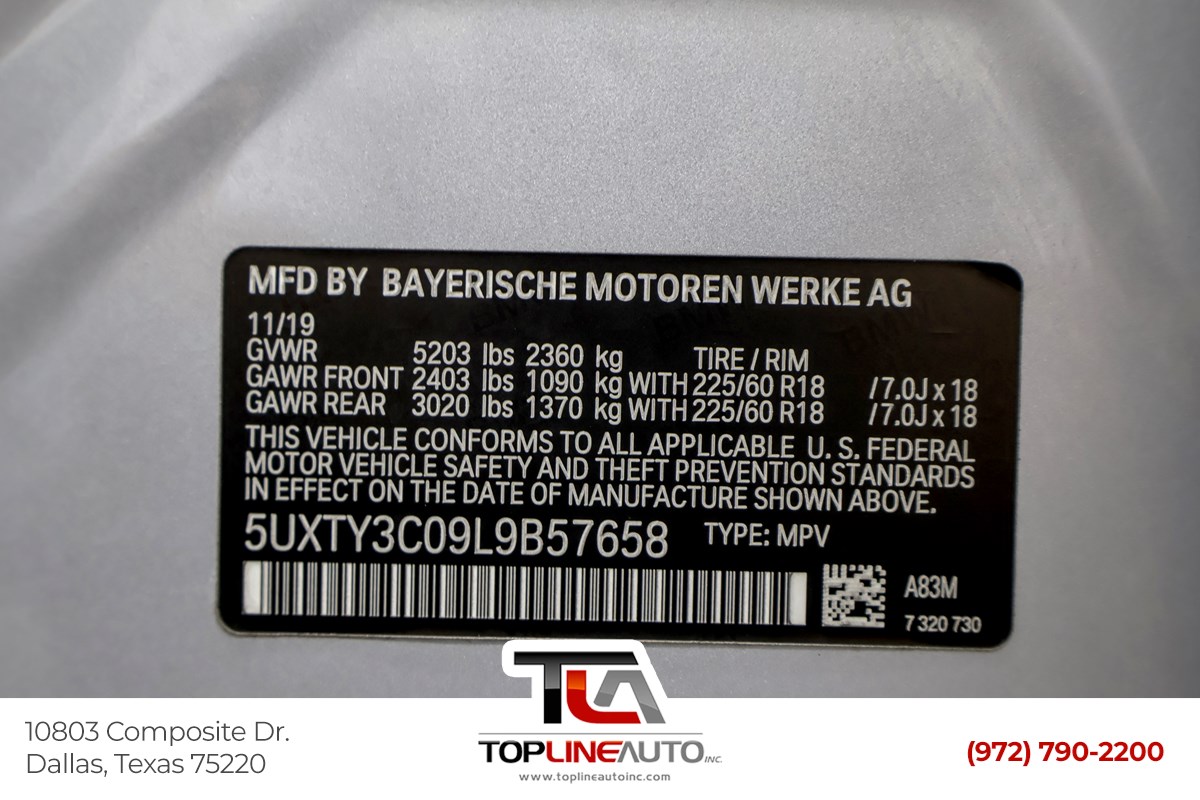 MFD BY BAYERISCHE MOTOREN WERKE AG
11/19
GVWR 5203 lbs 2360 kg TIRE / RIM
GAWR FRONT 2403 lbs 1090 kg WITH 225/60 R18 /7.0J x 18
GAWR REAR 3020 lbs 1370 kg WITH 225/60 R18 /7.0J x 18
THIS VEHICLE CONFORMS TO ALL APPLICABLE U. S. FEDERAL
MOTOR VEHICLE SAFETY AND THEFT PREVENTION STANDARDS
IN EFFECT ON THE DATE OF MANUFACTURE SHOWN ABOVE.
5UXTY3C09L9B57658 TYPE: MPV
A83M
7 320 730
TLA
TOPLINEAUTO INC.
www.toplineautoinc.com
10803 Composite Dr.
Dallas, Texas 75220
(972) 790-2200